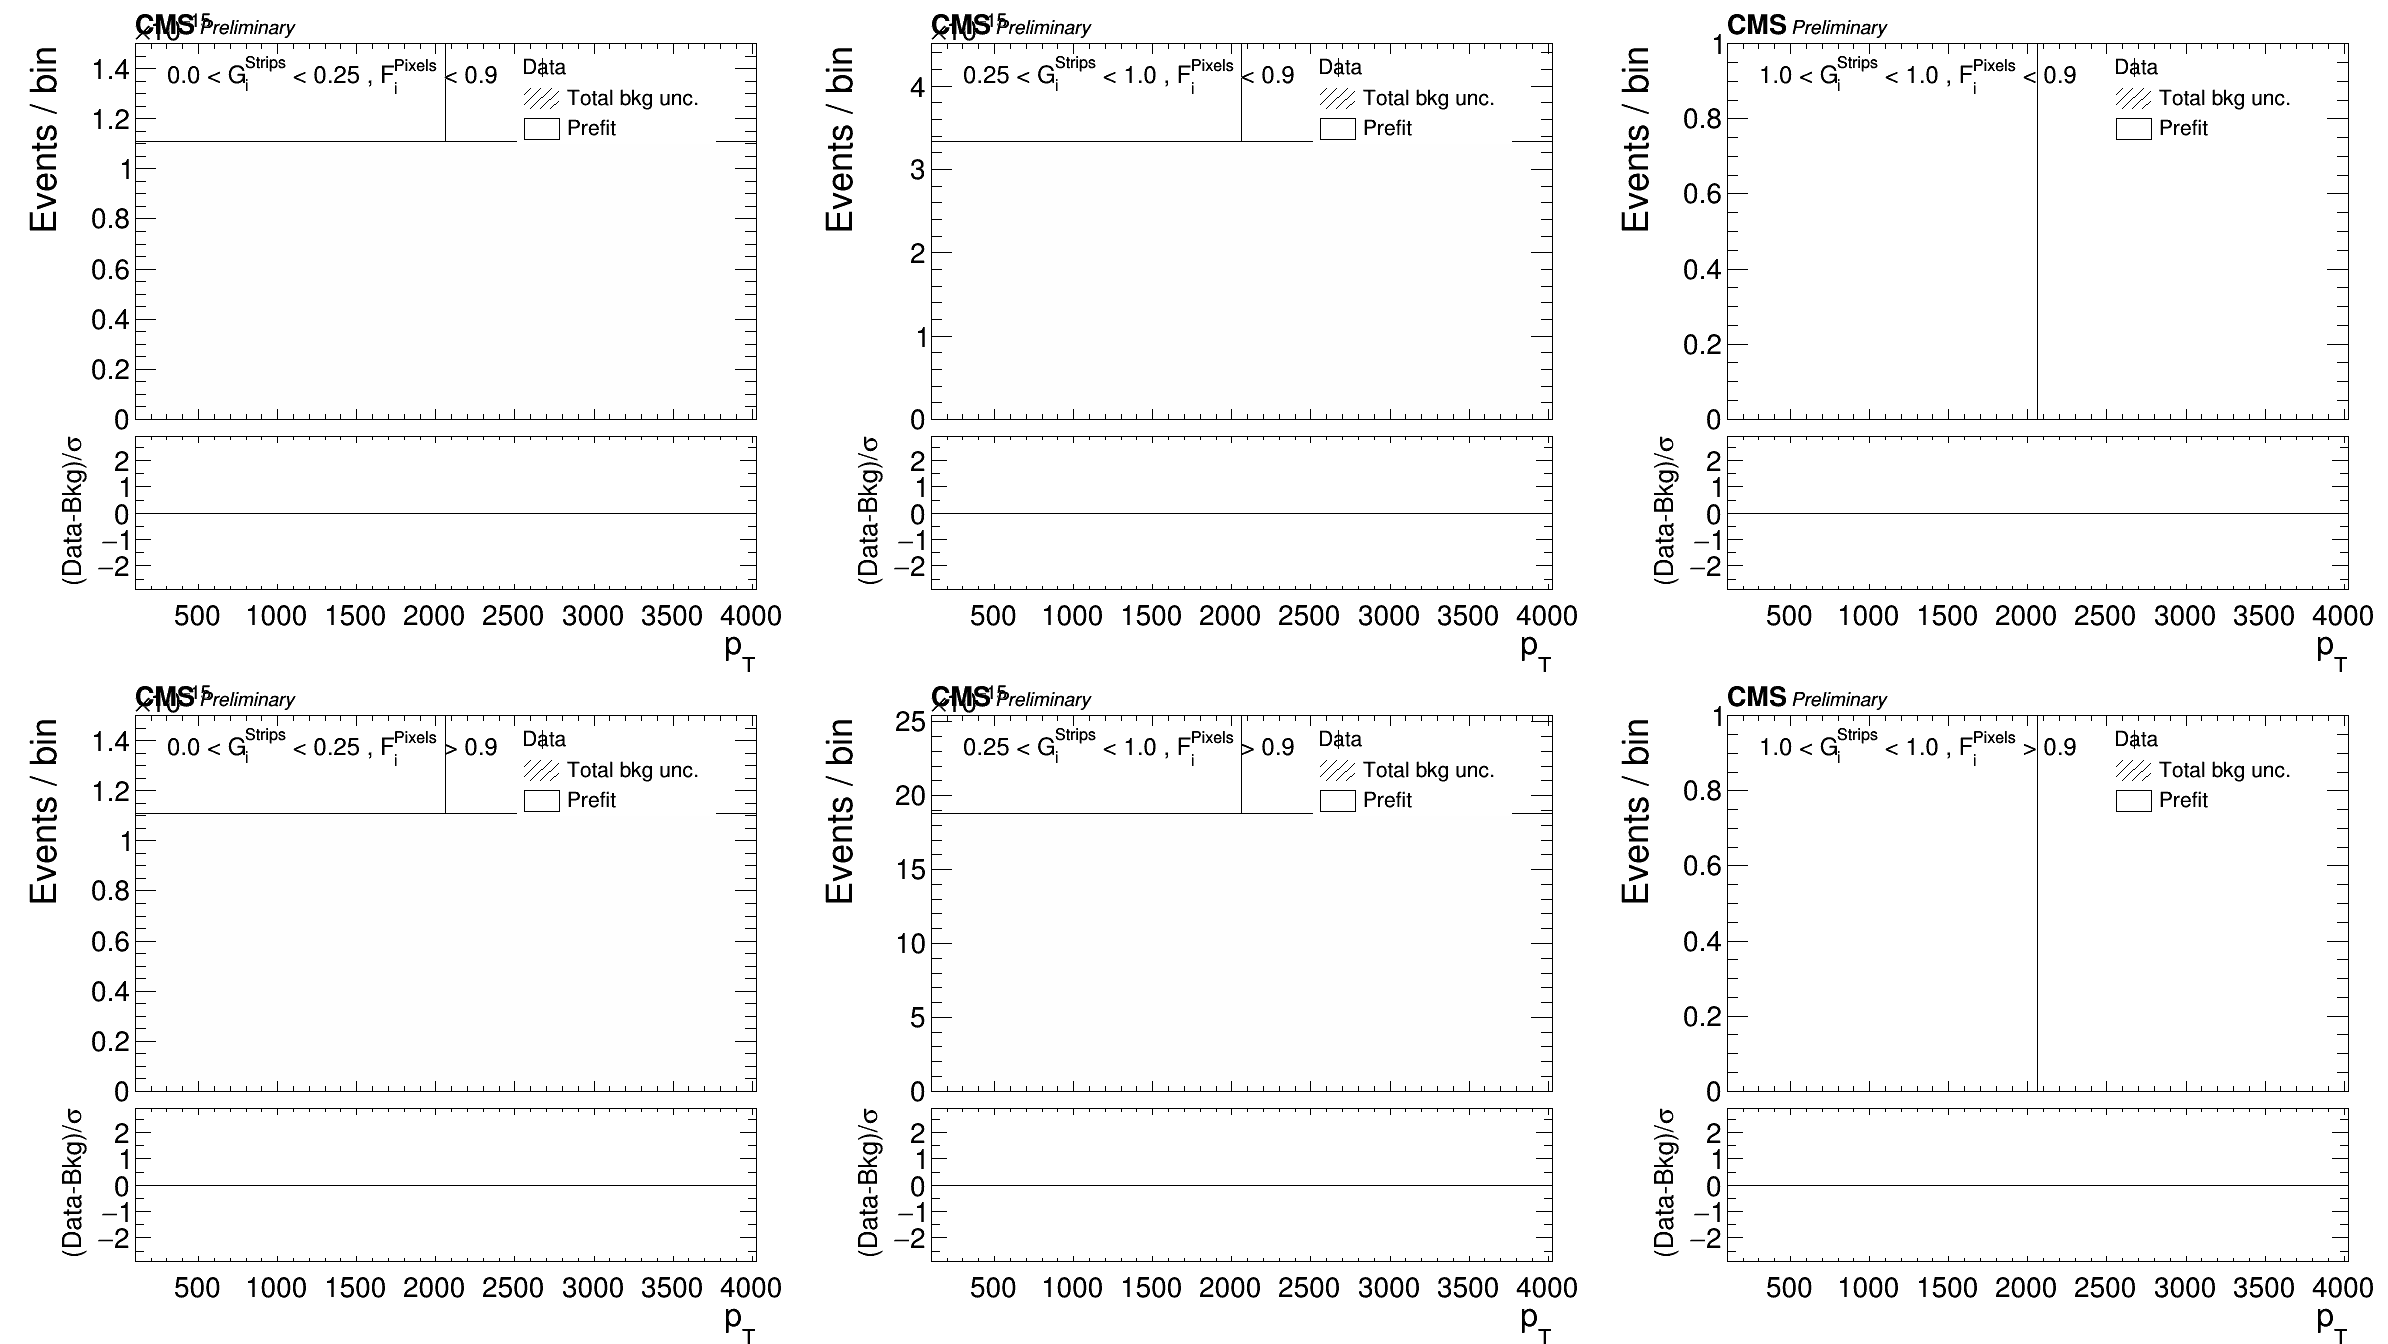 CMS Preliminary
Events / bin
0.0 < G_i^Strips < 0.25 , F_i^Pixels < 0.9
Data
Total bkg unc.
Prefit
1.4
1.2
1
0.8
0.6
0.4
0.2
0
(Data-Bkg)/σ
2
1
0
−1
−2
500 1000 1500 2000 2500 3000 3500 4000
p_T
CMS Preliminary
Events / bin
0.25 < G_i^Strips < 1.0 , F_i^Pixels < 0.9
Data
Total bkg unc.
Prefit
4
3
2
1
0
(Data-Bkg)/σ
2
1
0
−1
−2
500 1000 1500 2000 2500 3000 3500 4000
p_T
CMS Preliminary
Events / bin
1.0 < G_i^Strips < 1.0 , F_i^Pixels < 0.9
Data
Total bkg unc.
Prefit
1
0.8
0.6
0.4
0.2
0
(Data-Bkg)/σ
2
1
0
−1
−2
500 1000 1500 2000 2500 3000 3500 4000
p_T
CMS Preliminary
Events / bin
0.0 < G_i^Strips < 0.25 , F_i^Pixels > 0.9
Data
Total bkg unc.
Prefit
1.4
1.2
1
0.8
0.6
0.4
0.2
0
(Data-Bkg)/σ
2
1
0
−1
−2
500 1000 1500 2000 2500 3000 3500 4000
p_T
CMS Preliminary
Events / bin
0.25 < G_i^Strips < 1.0 , F_i^Pixels > 0.9
Data
Total bkg unc.
Prefit
25
20
15
10
5
0
(Data-Bkg)/σ
2
1
0
−1
−2
500 1000 1500 2000 2500 3000 3500 4000
p_T
CMS Preliminary
Events / bin
1.0 < G_i^Strips < 1.0 , F_i^Pixels > 0.9
Data
Total bkg unc.
Prefit
1
0.8
0.6
0.4
0.2
0
(Data-Bkg)/σ
2
1
0
−1
−2
500 1000 1500 2000 2500 3000 3500 4000
p_T